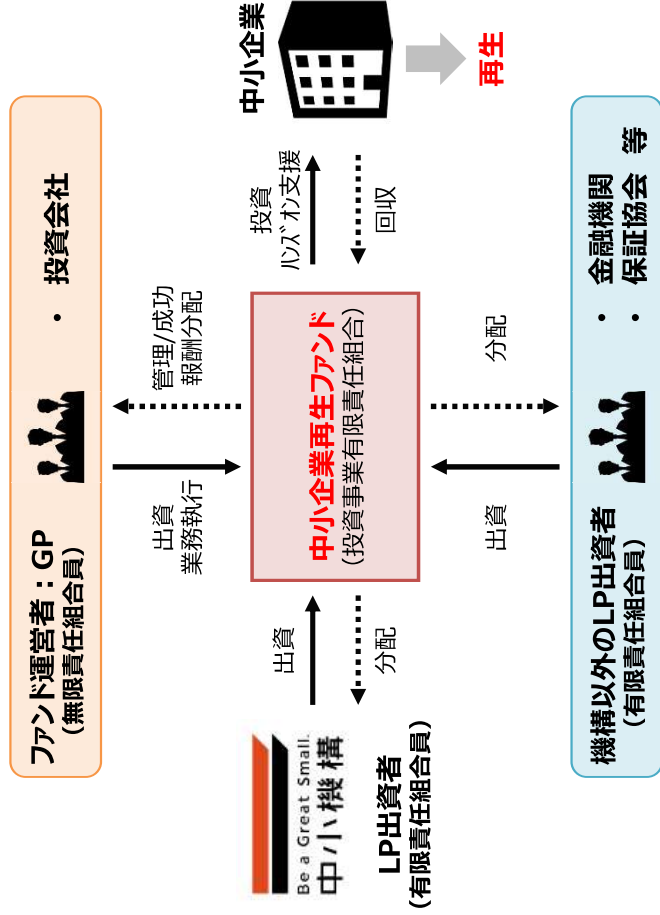 ファンド運営者：GP
（無限責任組合員）
・ 投資会社
出資
業務執行
管理/成功
報酬分配
Be a Great Small.
中小機構
LP出資者
（有限責任組合員）
出資
分配
中小企業再生ファンド
（投資事業有限責任組合）
投資
ﾊﾝｽﾞｵﾝ支援
回収
中小企業
再生
出資
分配
機構以外のLP出資者
（有限責任組合員）
・ 金融機関
・ 保証協会 等